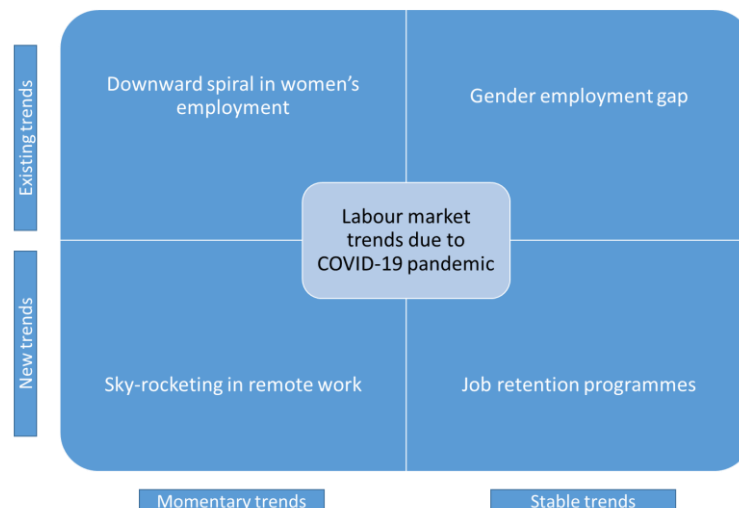 Existing trends
Downward spiral in women's
employment
Gender employment gap
Labour market
trends due to
COVID-19 pandemic
New trends
Sky-rocketing in remote work
Job retention programmes
Momentary trends
Stable trends